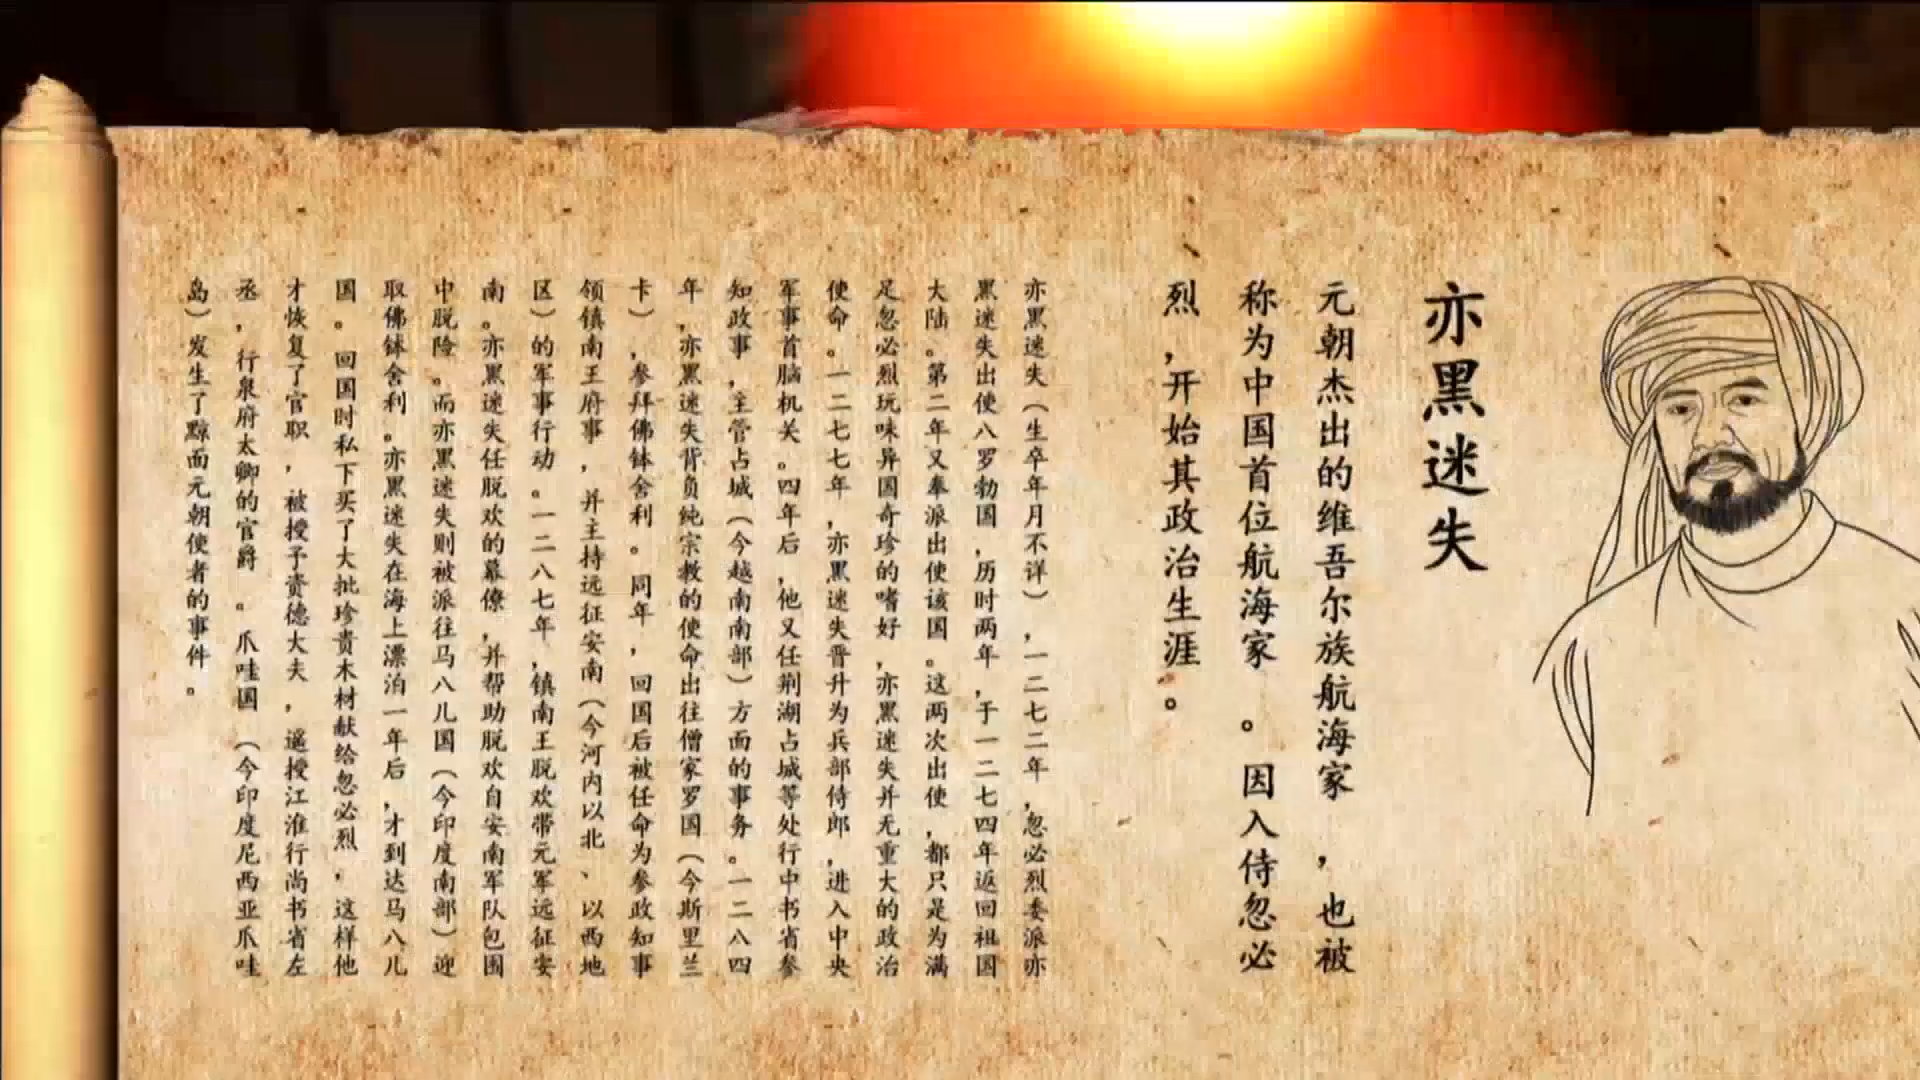 亦黑迷失
元朝杰出的维吾尔族航海家，也被
称为中国首位航海家。因入侍忽必
烈，开始其政治生涯。
亦黑迷失（生卒年月不详），一二七二年，忽必烈委派亦
黑迷失出使八罗勃国，历时两年，于一二七四年返回祖国
大陆。第二年又奉派出使该国。这两次出使，都只是为满
足忽必烈玩味异国奇珍的嗜好，亦黑迷失并无重大的政治
使命。一二七七年，亦黑迷失晋升为兵部侍郎，进入中央
军事首脑机关。四年后，他又任荆湖占城等处行中书省参
知政事，主管占城（今越南南部）方面的事务。一二八四
年，亦黑迷失背负纯宗教的使命出往僧家罗国（今斯里兰
卡），参拜佛钵舍利。同年，回国后被任命为参政知事
领镇南王府事，并主持远征安南（今河内以北、以西地
区）的军事行动。一二八七年，镇南王脱欢带元军远征安
南。亦黑迷失任脱欢的幕僚，并帮助脱欢自安南军队包围
中脱险。而亦黑迷失则被派往马八儿国（今印度南部）迎
取佛钵舍利。亦黑迷失在海上漂泊一年后，才到达马八儿
国。回国时私下买了大批珍贵木材献给忽必烈，这样他
才恢复了官职，被授予资德大夫，遥授江淮行尚书省左
丞，行泉府太卿的官爵。爪哇国（今印度尼西亚爪哇
岛）发生了黥面元朝使者的事件。